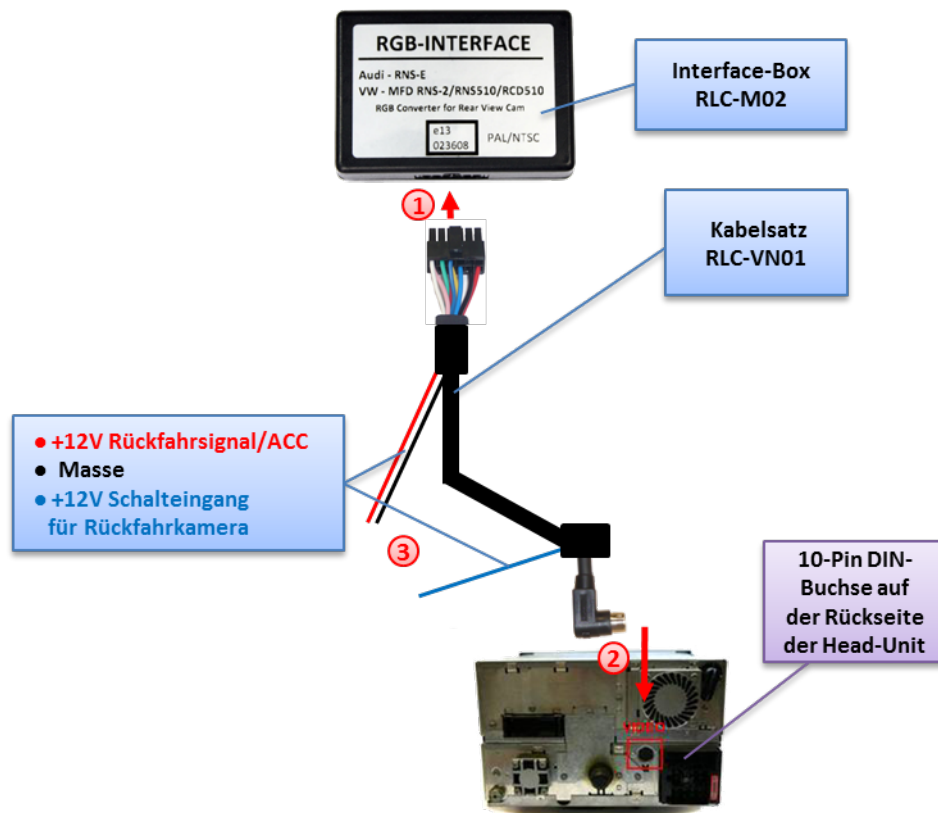 RGB-INTERFACE
Audi - RNS-E
VW - MFD RNS-2/RNS510/RCD510
RGB Converter for Rear View Cam
e13
023608
PAL/NTSC
Interface-Box
RLC-M02
1
Kabelsatz
RLC-VN01
● +12V Rückfahrsignal/ACC
● Masse
● +12V Schalteingang
für Rückfahrkamera
3
10-Pin DIN-
Buchse auf
der Rückseite
der Head-Unit
2
VIDEO